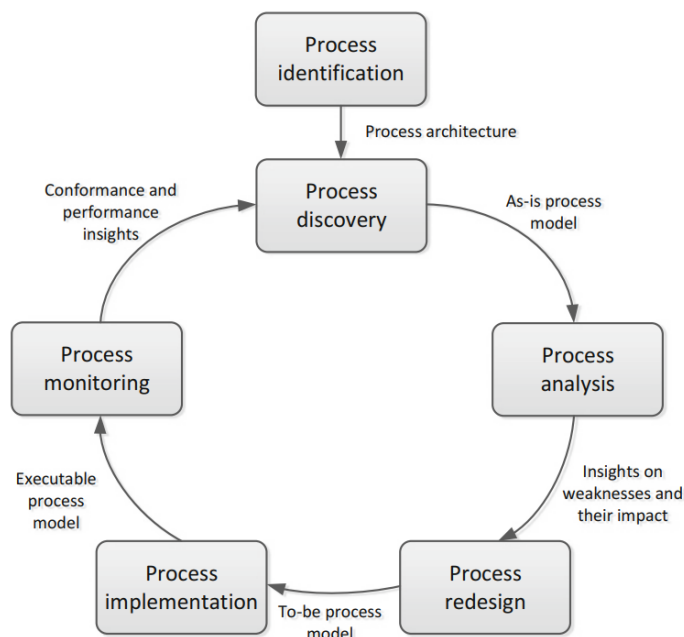 Process
identification
Process architecture
Process
discovery
As-is process
model
Process
analysis
Insights on
weaknesses and
their impact
Process
redesign
To-be process
model
Process
implementation
Executable
process
model
Process
monitoring
Conformance and
performance
insights